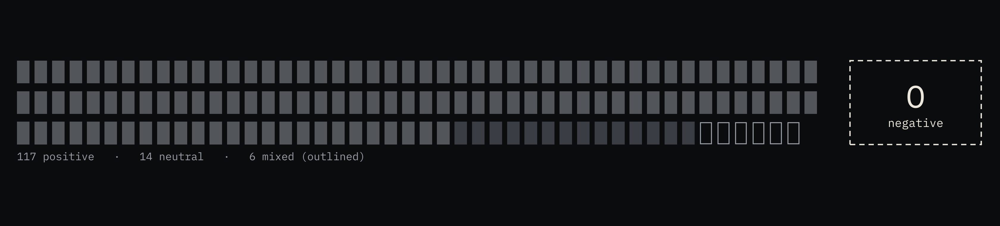 0
negative
117 positive · 14 neutral · 6 mixed (outlined)